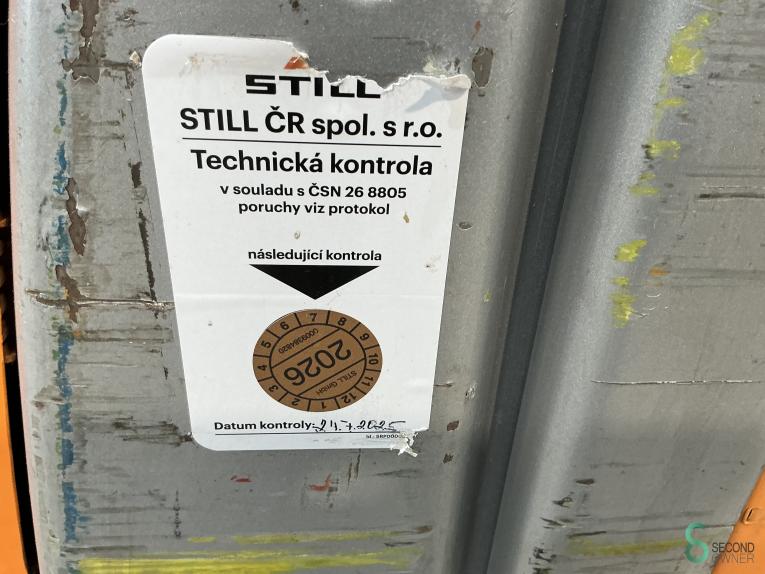 STILL
STILL ČR spol. s r.o.
Technická kontrola
v souladu s ČSN 26 8805
poruchy viz protokol
následující kontrola
1 2 3 4 5 6 7 8 9 10 11 12
2026
STILL GmbH
Datum kontroly: 24.7.2025
SECOND
OWNER